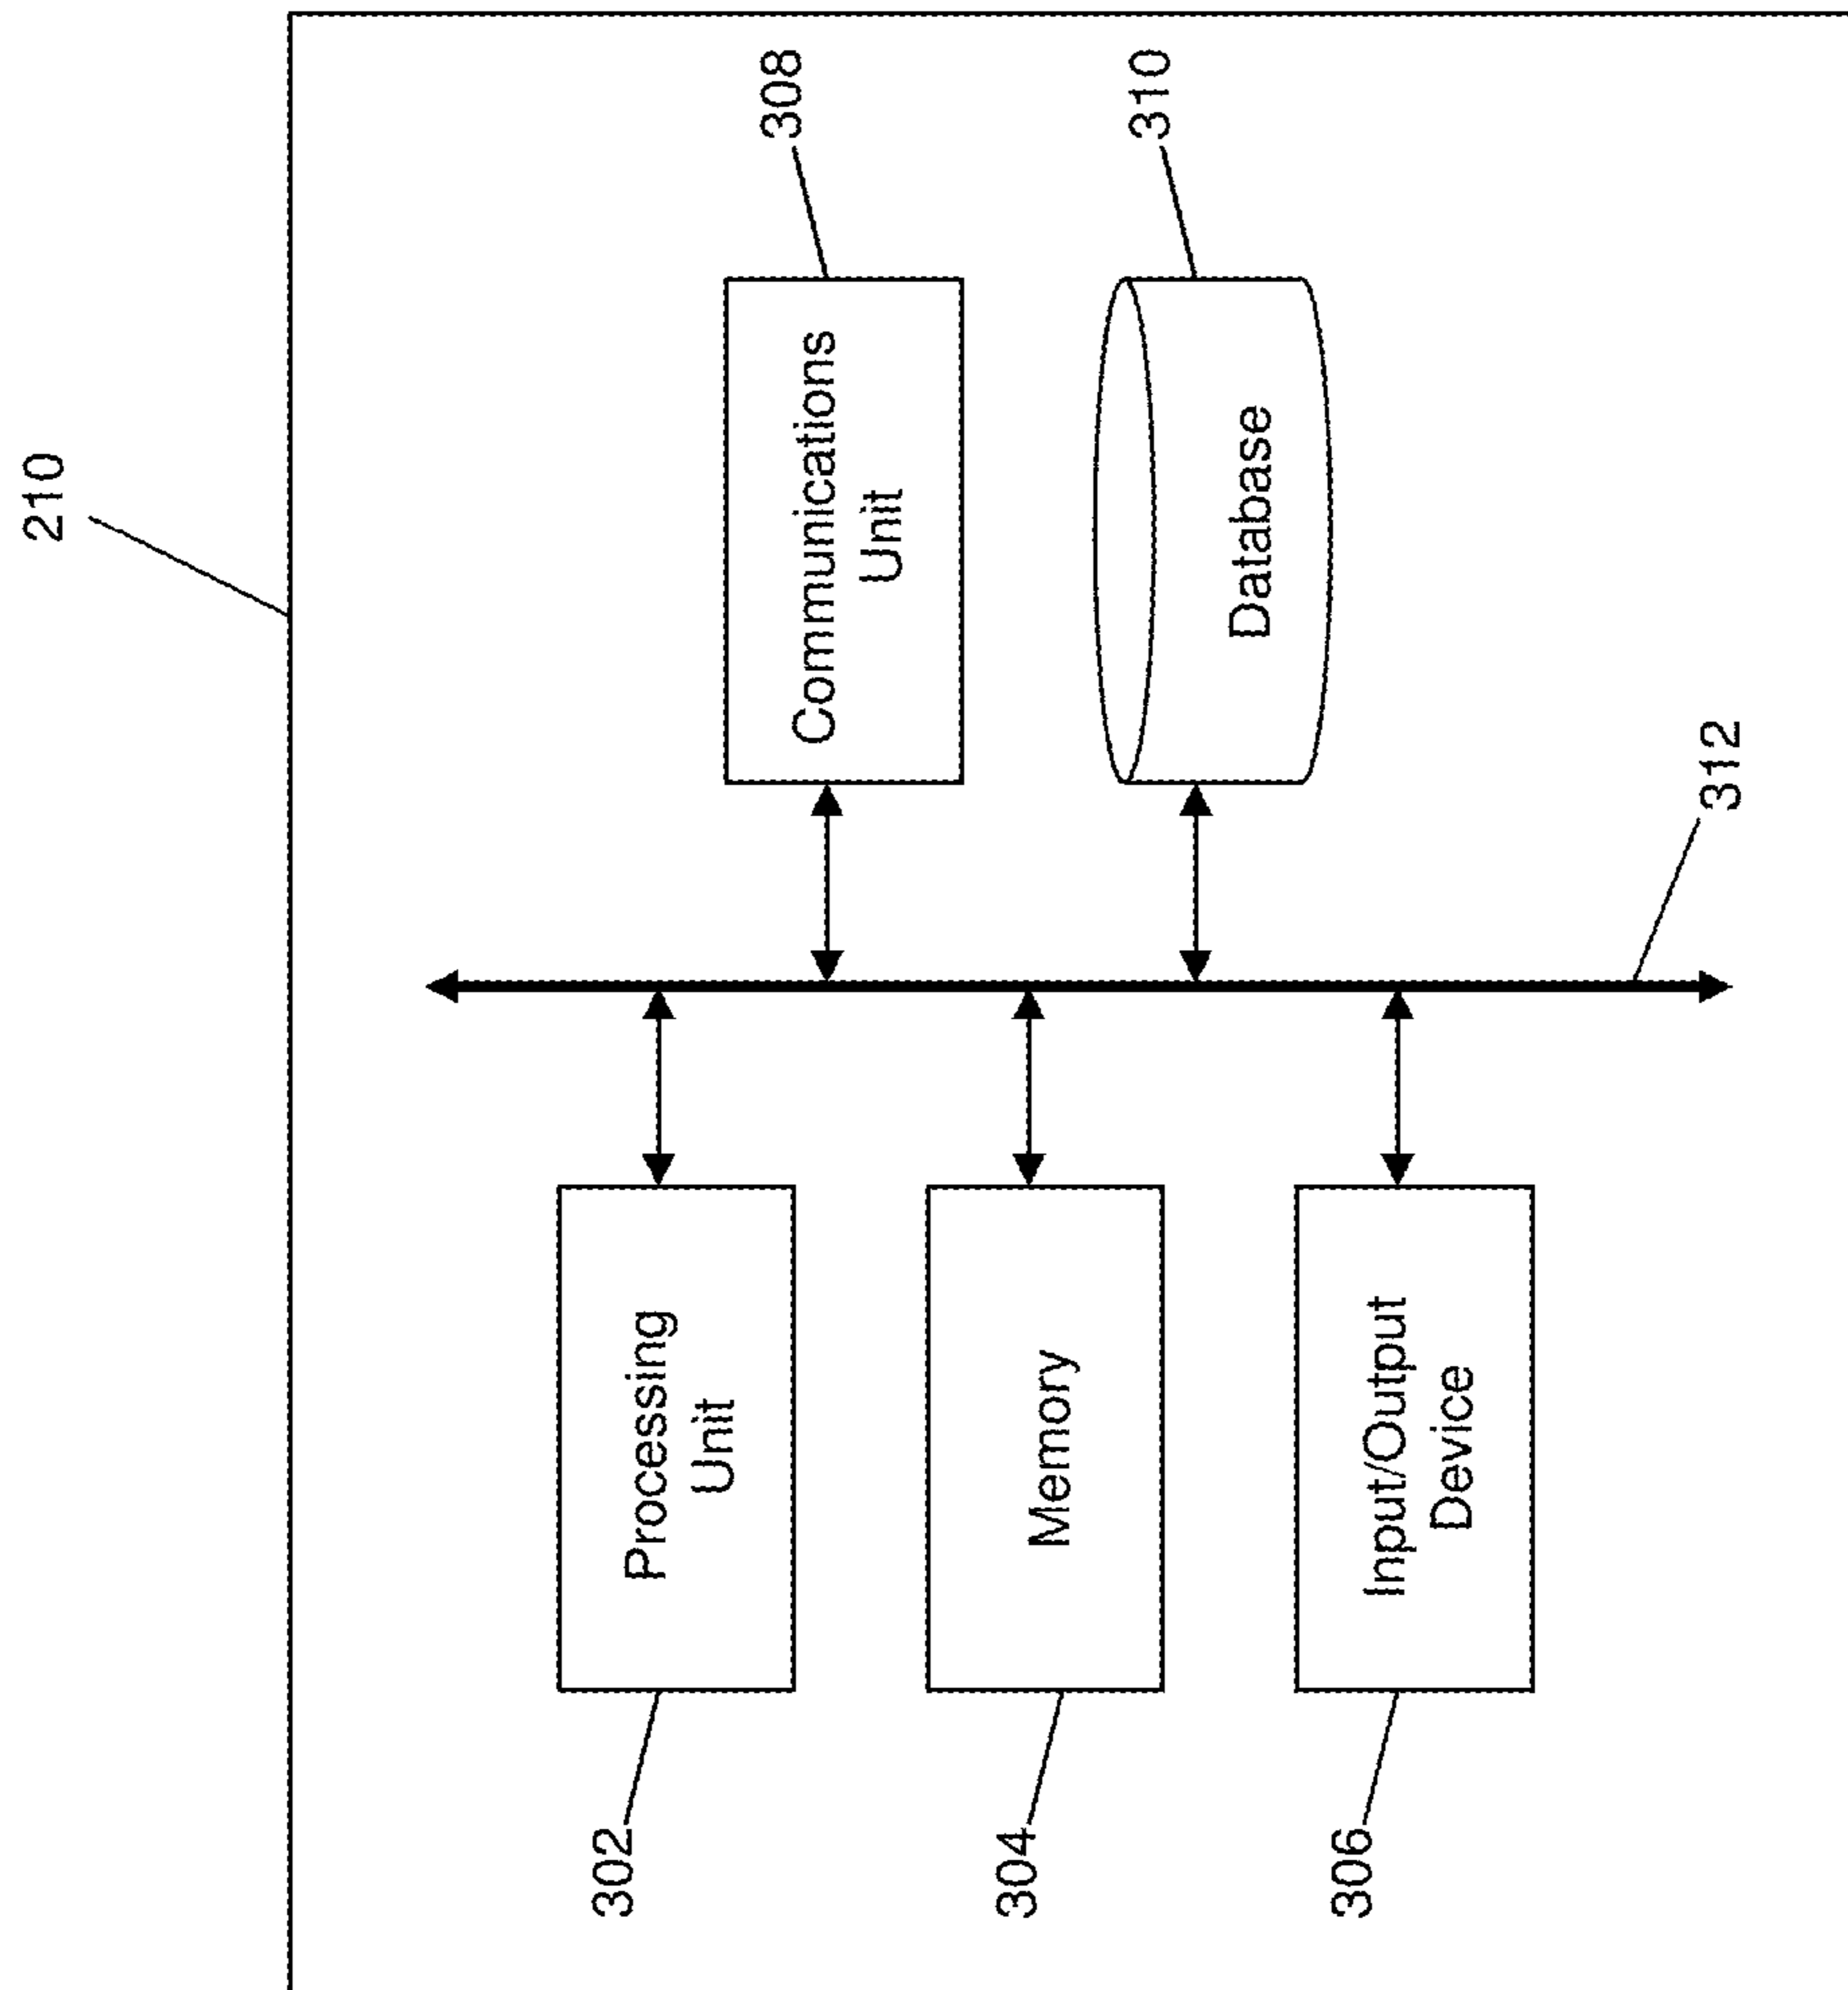 210
302
Processing
Unit
304
Memory
306
Input/Output
Device
Communications
Unit
308
Database
310
312